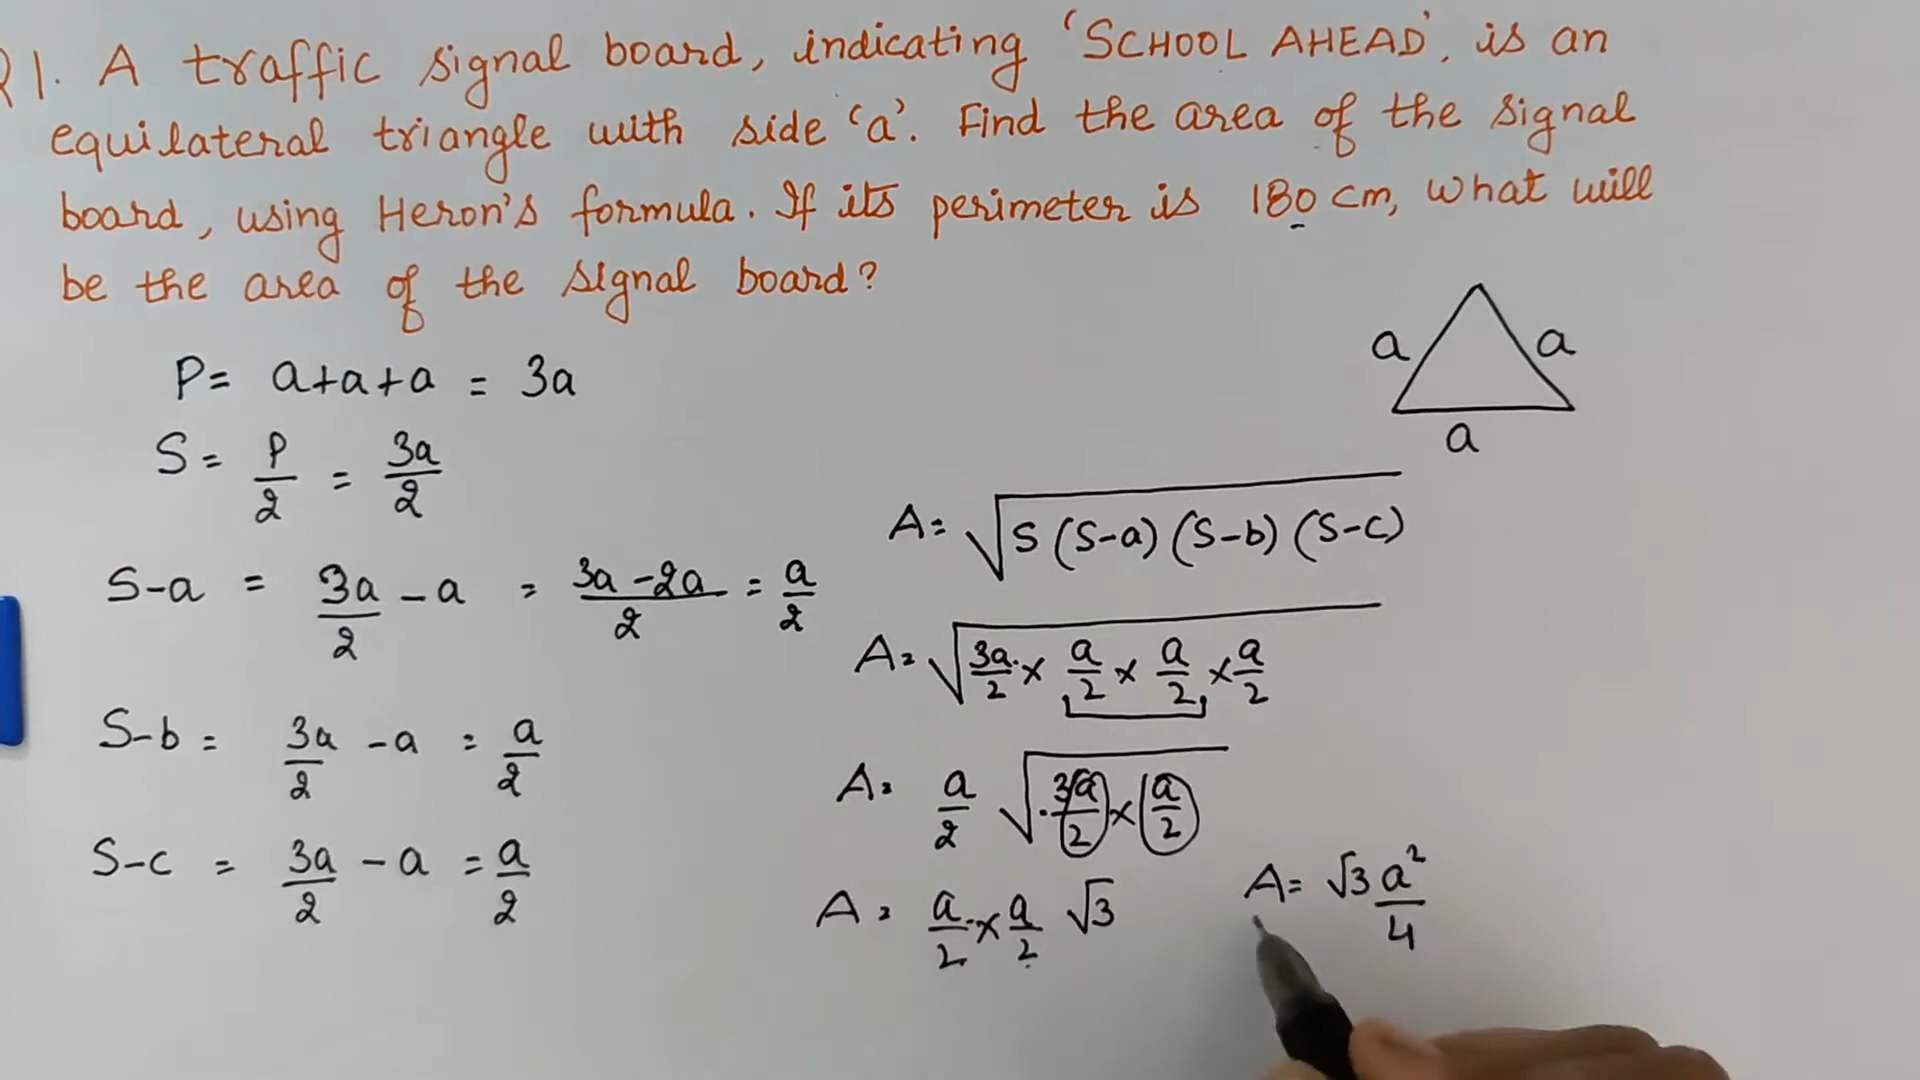 Q1. A traffic signal board, indicating 'SCHOOL AHEAD', is an
equilateral triangle with side 'a'. Find the area of the signal
board, using Heron's formula. If its perimeter is 180 cm, what will
be the area of the signal board?
P = a+a+a = 3a
S = P/2 = 3a/2
S-a = 3a/2 - a = (3a-2a)/2 = a/2
S-b = 3a/2 - a = a/2
S-c = 3a/2 - a = a/2
a
a
a
A = √S(S-a)(S-b)(S-c)
A = √3a/2 × a/2 × a/2 × a/2
A = a/2 √3a/2 × a/2
A = a/2 × a/2 √3
A = √3 a²/4